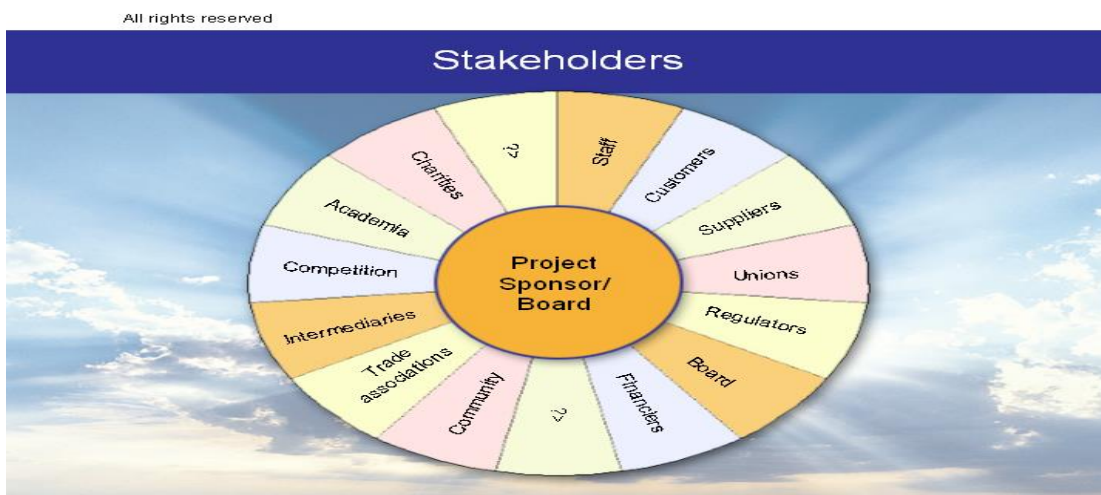 All rights reserved
Stakeholders
Staff
Customers
Suppliers
Unions
Regulators
Board
Financiers
??
Community
Trade
associations
Intermediaries
Competition
Academia
Charities
??
Project
Sponsor/
Board